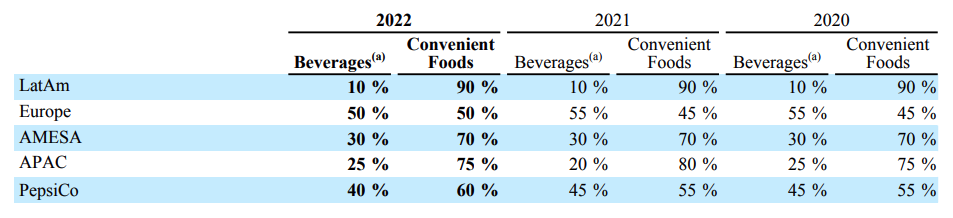 2022 2021 2020
Convenient Convenient Convenient
Beverages(a) Foods Beverages(a) Foods Beverages(a) Foods
LatAm 10 % 90 % 10 % 90 % 10 % 90 %
Europe 50 % 50 % 55 % 45 % 55 % 45 %
AMESA 30 % 70 % 30 % 70 % 30 % 70 %
APAC 25 % 75 % 20 % 80 % 25 % 75 %
PepsiCo 40 % 60 % 45 % 55 % 45 % 55 %